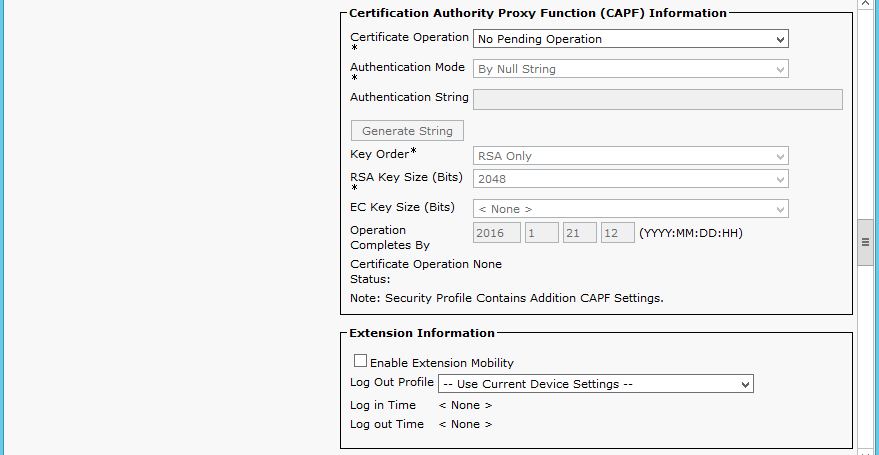 Certification Authority Proxy Function (CAPF) Information
Certificate Operation No Pending Operation
*
Authentication Mode By Null String
*
Authentication String
Generate String
Key Order* RSA Only
RSA Key Size (Bits) 2048
*
EC Key Size (Bits) < None >
Operation 2016 1 21 12 (YYYY:MM:DD:HH)
Completes By
Certificate Operation None
Status:
Note: Security Profile Contains Addition CAPF Settings.
Extension Information
Enable Extension Mobility
Log Out Profile -- Use Current Device Settings --
Log in Time < None >
Log out Time < None >